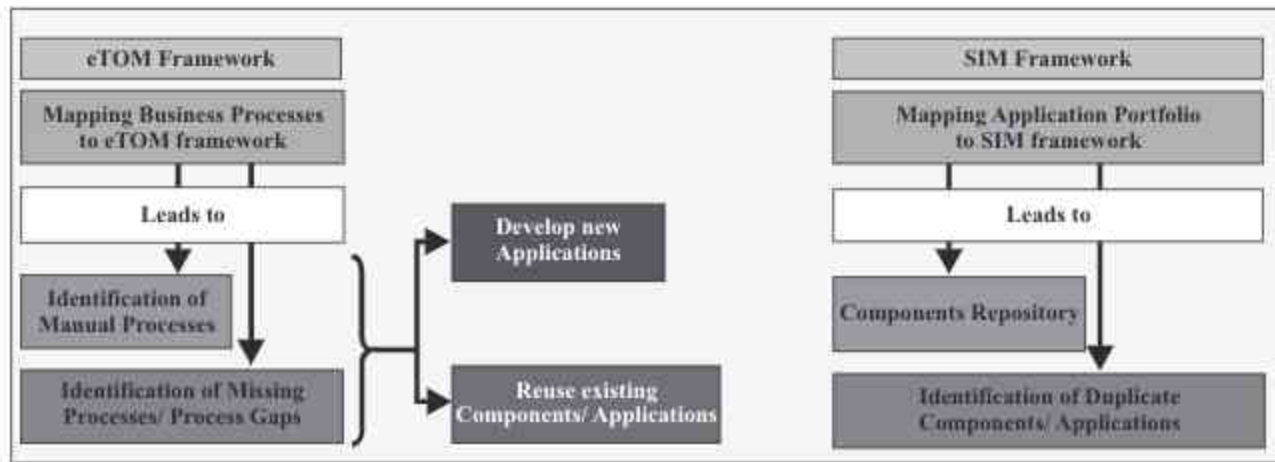 eTOM Framework
Mapping Business Processes
to eTOM framework
Leads to
Identification of
Manual Processes
Identification of Missing
Processes/ Process Gaps
Develop new
Applications
Reuse existing
Components/ Applications
SIM Framework
Mapping Application Portfolio
to SIM framework
Leads to
Components Repository
Identification of Duplicate
Components/ Applications